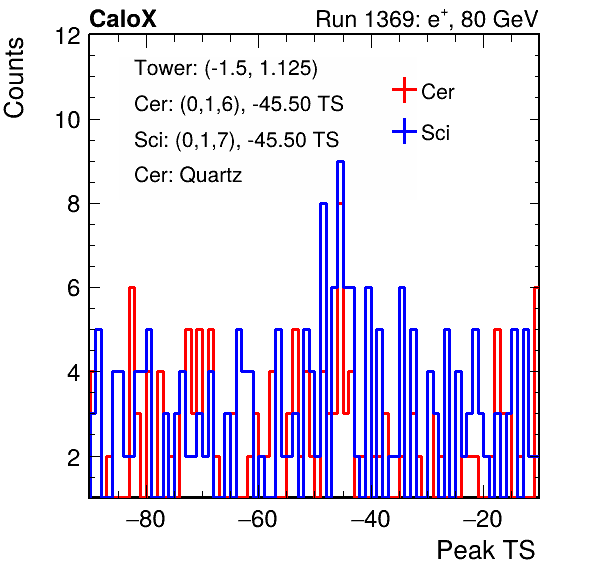 CaloX Run 1369: e⁺, 80 GeV
Counts
12
10
8
6
4
2
Tower: (-1.5, 1.125)
Cer: (0,1,6), -45.50 TS
Sci: (0,1,7), -45.50 TS
Cer: Quartz
Cer
Sci
−80 −60 −40 −20
Peak TS